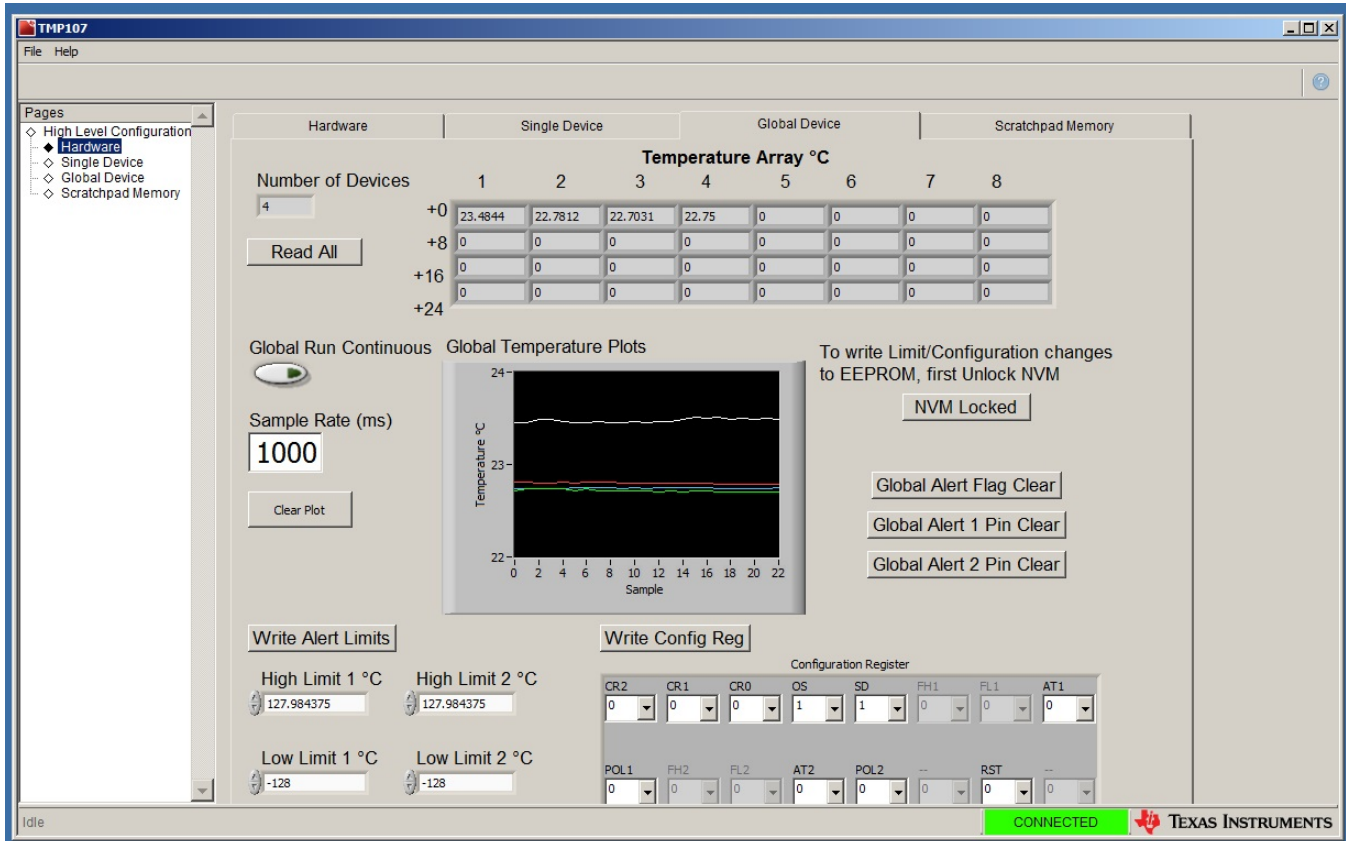 TMP107
File Help
Pages
High Level Configuration
Hardware
Single Device
Global Device
Scratchpad Memory
Hardware Single Device Global Device Scratchpad Memory
Temperature Array °C
Number of Devices 1 2 3 4 5 6 7 8
4
+0 23.4844 22.7812 22.7031 22.75 0 0 0 0
Read All
+8 0 0 0 0 0 0 0 0
+16 0 0 0 0 0 0 0 0
+24 0 0 0 0 0 0 0 0
Global Run Continuous
Sample Rate (ms)
1000
Clear Plot
Global Temperature Plots
24
23
22
Temperature °C
0 2 4 6 8 10 12 14 16 18 20 22
Sample
To write Limit/Configuration changes
to EEPROM, first Unlock NVM
NVM Locked
Global Alert Flag Clear
Global Alert 1 Pin Clear
Global Alert 2 Pin Clear
Write Alert Limits
High Limit 1 °C High Limit 2 °C
127.984375 127.984375
Low Limit 1 °C Low Limit 2 °C
-128 -128
Write Config Reg
Configuration Register
CR2 CR1 CR0 OS SD FH1 FL1 AT1
0 0 0 1 1 0 0 0
POL1 FH2 FL2 AT2 POL2 -- RST --
0 0 0 0 0 0 0 0
Idle
CONNECTED
TEXAS INSTRUMENTS